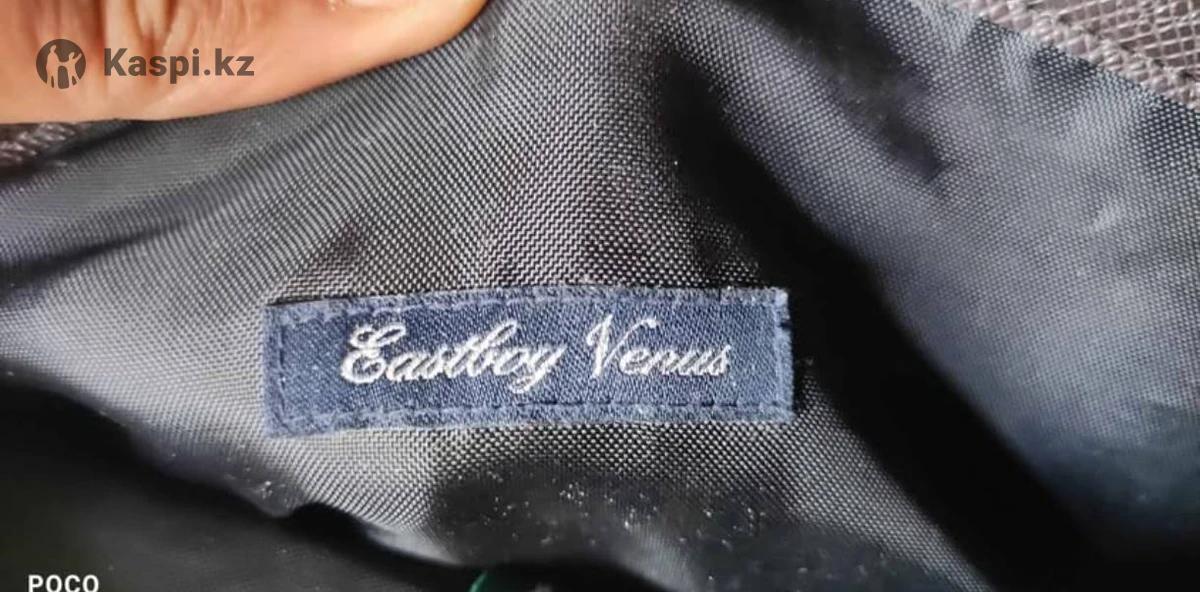 Kaspi.kz
Eastboy Venus
POCO